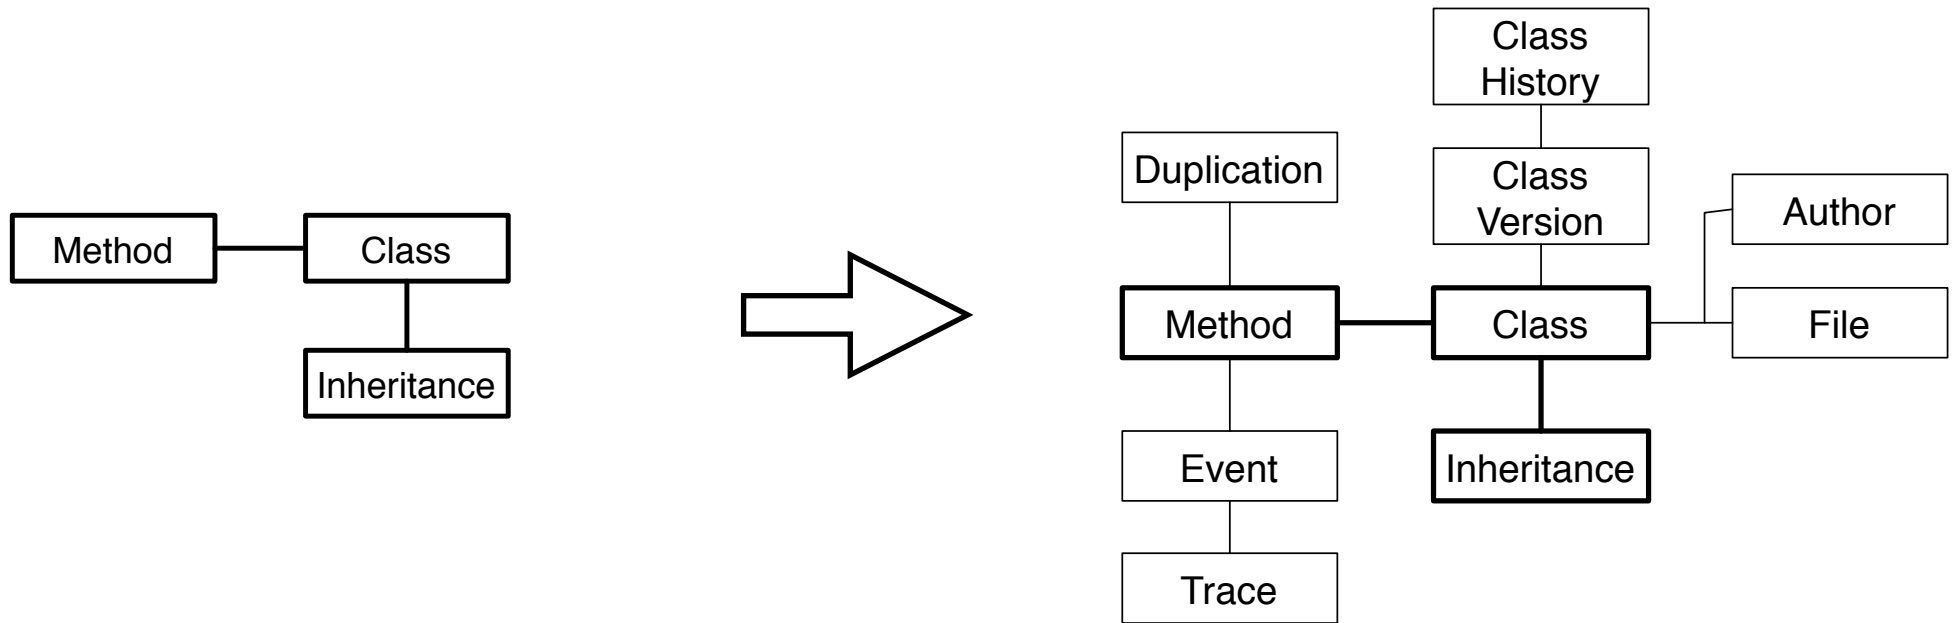 Method
Class
Inheritance
Class
History
Duplication
Class
Version
Author
Method
Class
File
Event
Inheritance
Trace